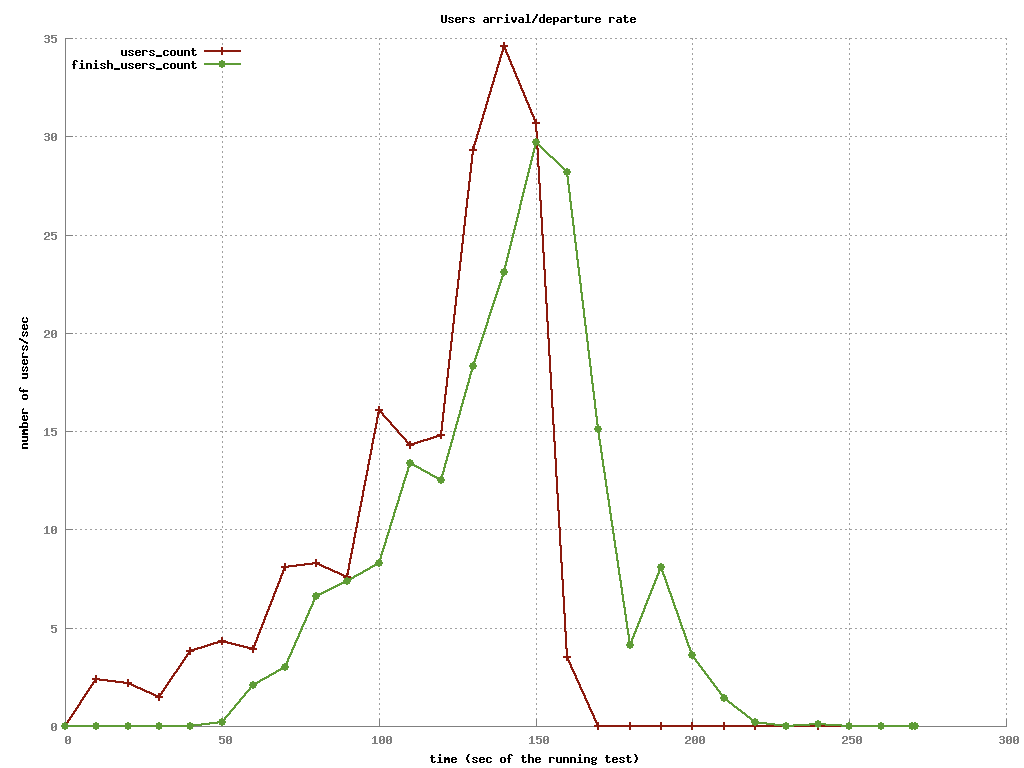 Users arrival/departure rate
users_count
finish_users_count
35
30
25
20
15
10
5
0
number of users/sec
0 50 100 150 200 250 300
time (sec of the running test)